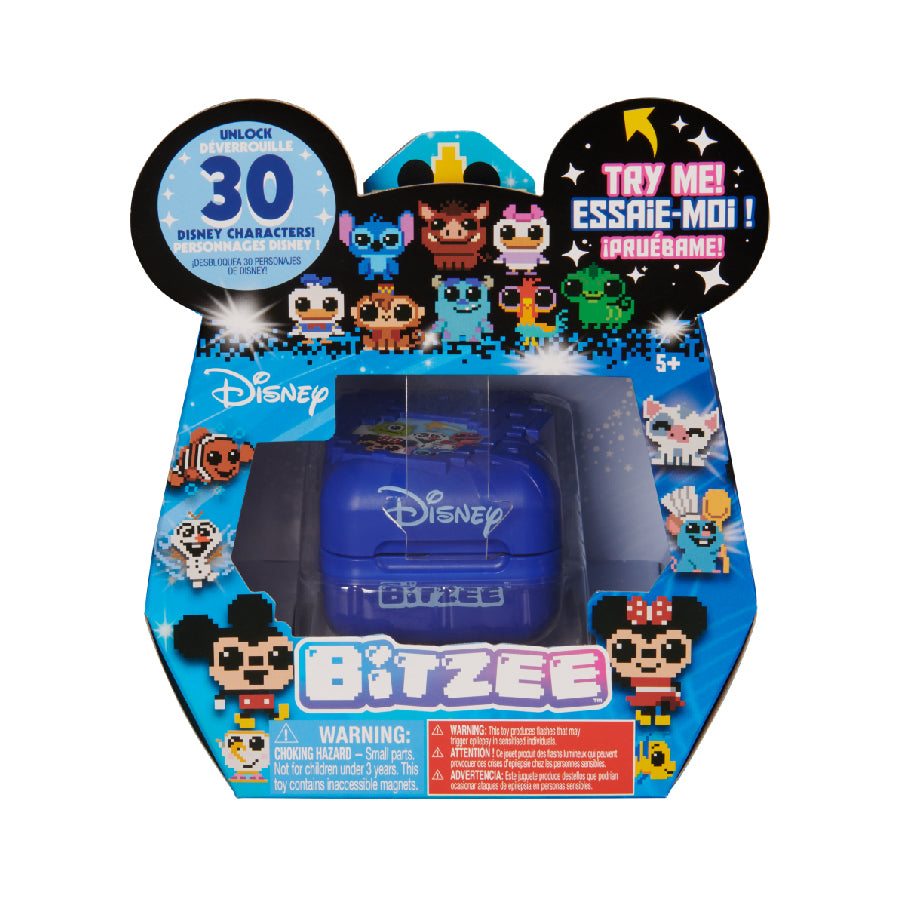 UNLOCK
DÉVERROUILLE
30
DISNEY CHARACTERS!
PERSONNAGES DISNEY !
¡DESBLOQUEA 30 PERSONAJES
DE DISNEY!
TRY ME!
ESSAIE-MOI !
¡PRUÉBAME!
5+
Disney
Disney
BiTZEE
BiTZEE™
WARNING:
CHOKING HAZARD – Small parts.
Not for children under 3 years. This
toy contains inaccessible magnets.
WARNING: This toy produces flashes that may
trigger epilepsy in sensitised individuals.
ATTENTION ! Ce jouet produit des flashs lumineux qui peuvent
provoquer des crises d'épilepsie chez les personnes sensibles.
ADVERTENCIA: Este juguete produce destellos que podrían
ocasionar ataques de epilepsia en personas sensibles.